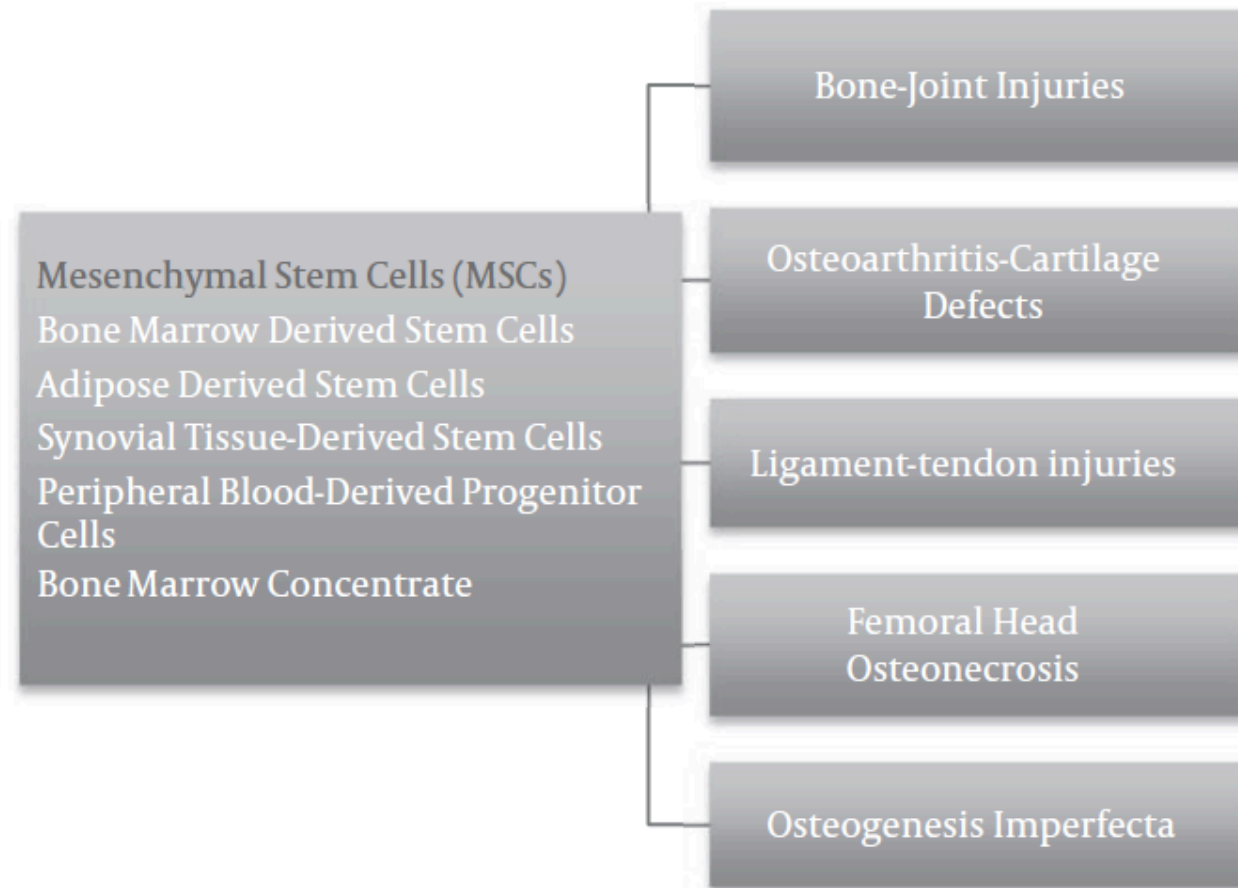 Mesenchymal Stem Cells (MSCs)
Bone Marrow Derived Stem Cells
Adipose Derived Stem Cells
Synovial Tissue-Derived Stem Cells
Peripheral Blood-Derived Progenitor
Cells
Bone Marrow Concentrate
Bone-Joint Injuries
Osteoarthritis-Cartilage
Defects
Ligament-tendon injuries
Femoral Head
Osteonecrosis
Osteogenesis Imperfecta